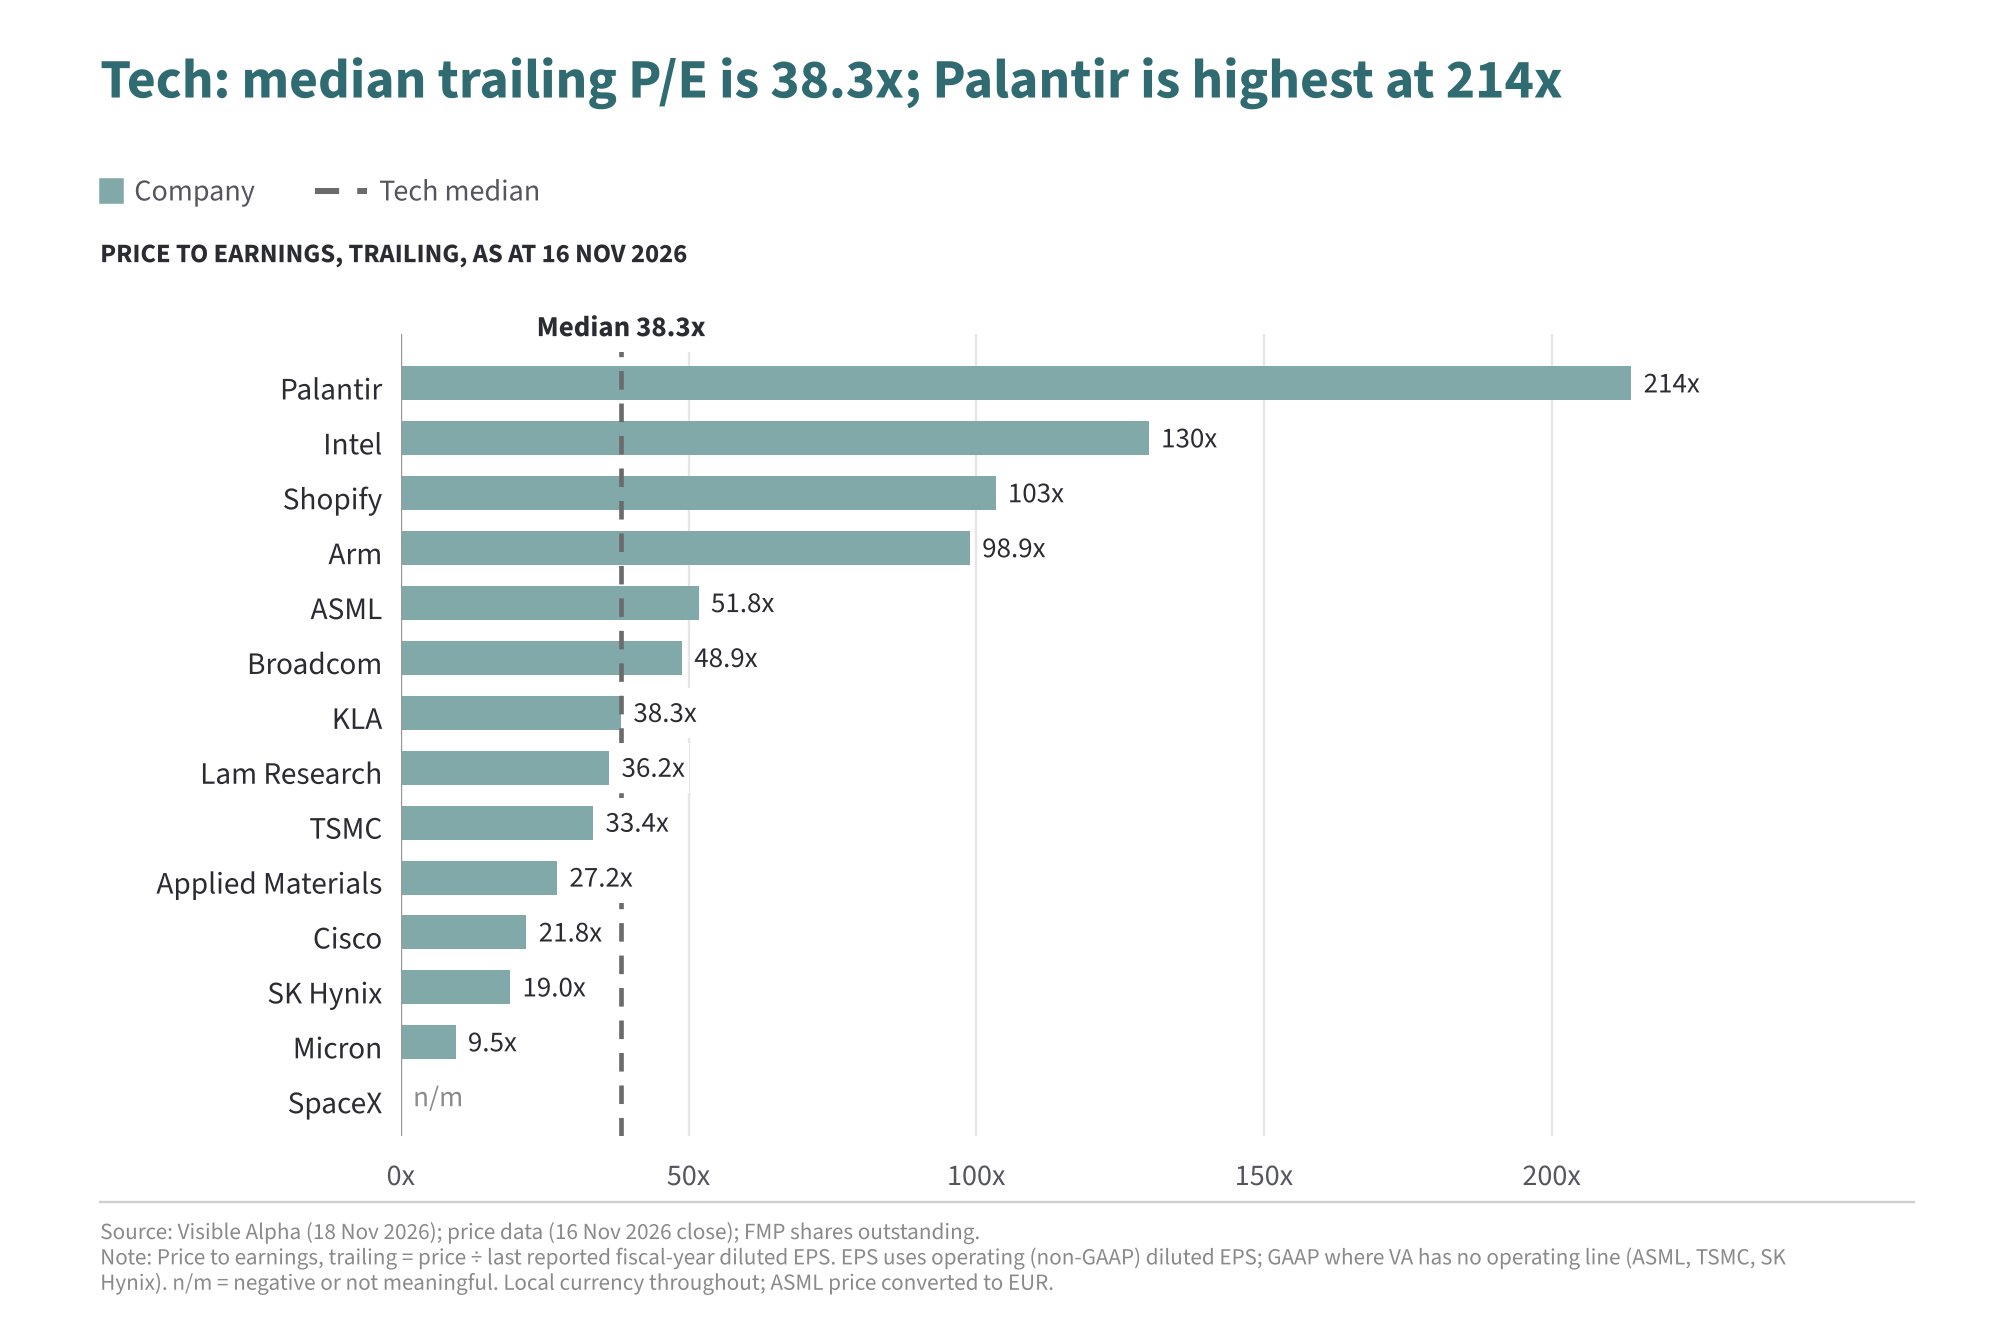 Tech: median trailing P/E is 38.3x; Palantir is highest at 214x
Company
Tech median
PRICE TO EARNINGS, TRAILING, AS AT 16 NOV 2026
Median 38.3x
Palantir 214x
Intel 130x
Shopify 103x
Arm 98.9x
ASML 51.8x
Broadcom 48.9x
KLA 38.3x
Lam Research 36.2x
TSMC 33.4x
Applied Materials 27.2x
Cisco 21.8x
SK Hynix 19.0x
Micron 9.5x
SpaceX n/m
0x 50x 100x 150x 200x
Source: Visible Alpha (18 Nov 2026); price data (16 Nov 2026 close); FMP shares outstanding.
Note: Price to earnings, trailing = price ÷ last reported fiscal-year diluted EPS. EPS uses operating (non-GAAP) diluted EPS; GAAP where VA has no operating line (ASML, TSMC, SK
Hynix). n/m = negative or not meaningful. Local currency throughout; ASML price converted to EUR.